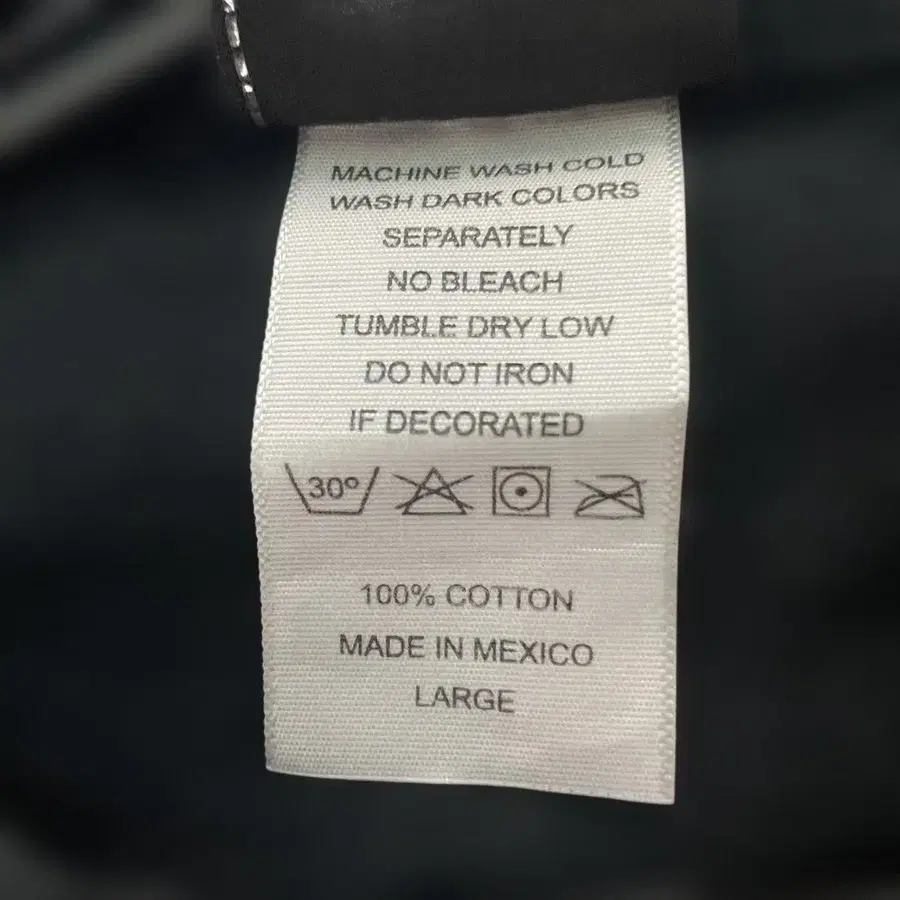 MACHINE WASH COLD
WASH DARK COLORS
SEPARATELY
NO BLEACH
TUMBLE DRY LOW
DO NOT IRON
IF DECORATED
30°
100% COTTON
MADE IN MEXICO
LARGE